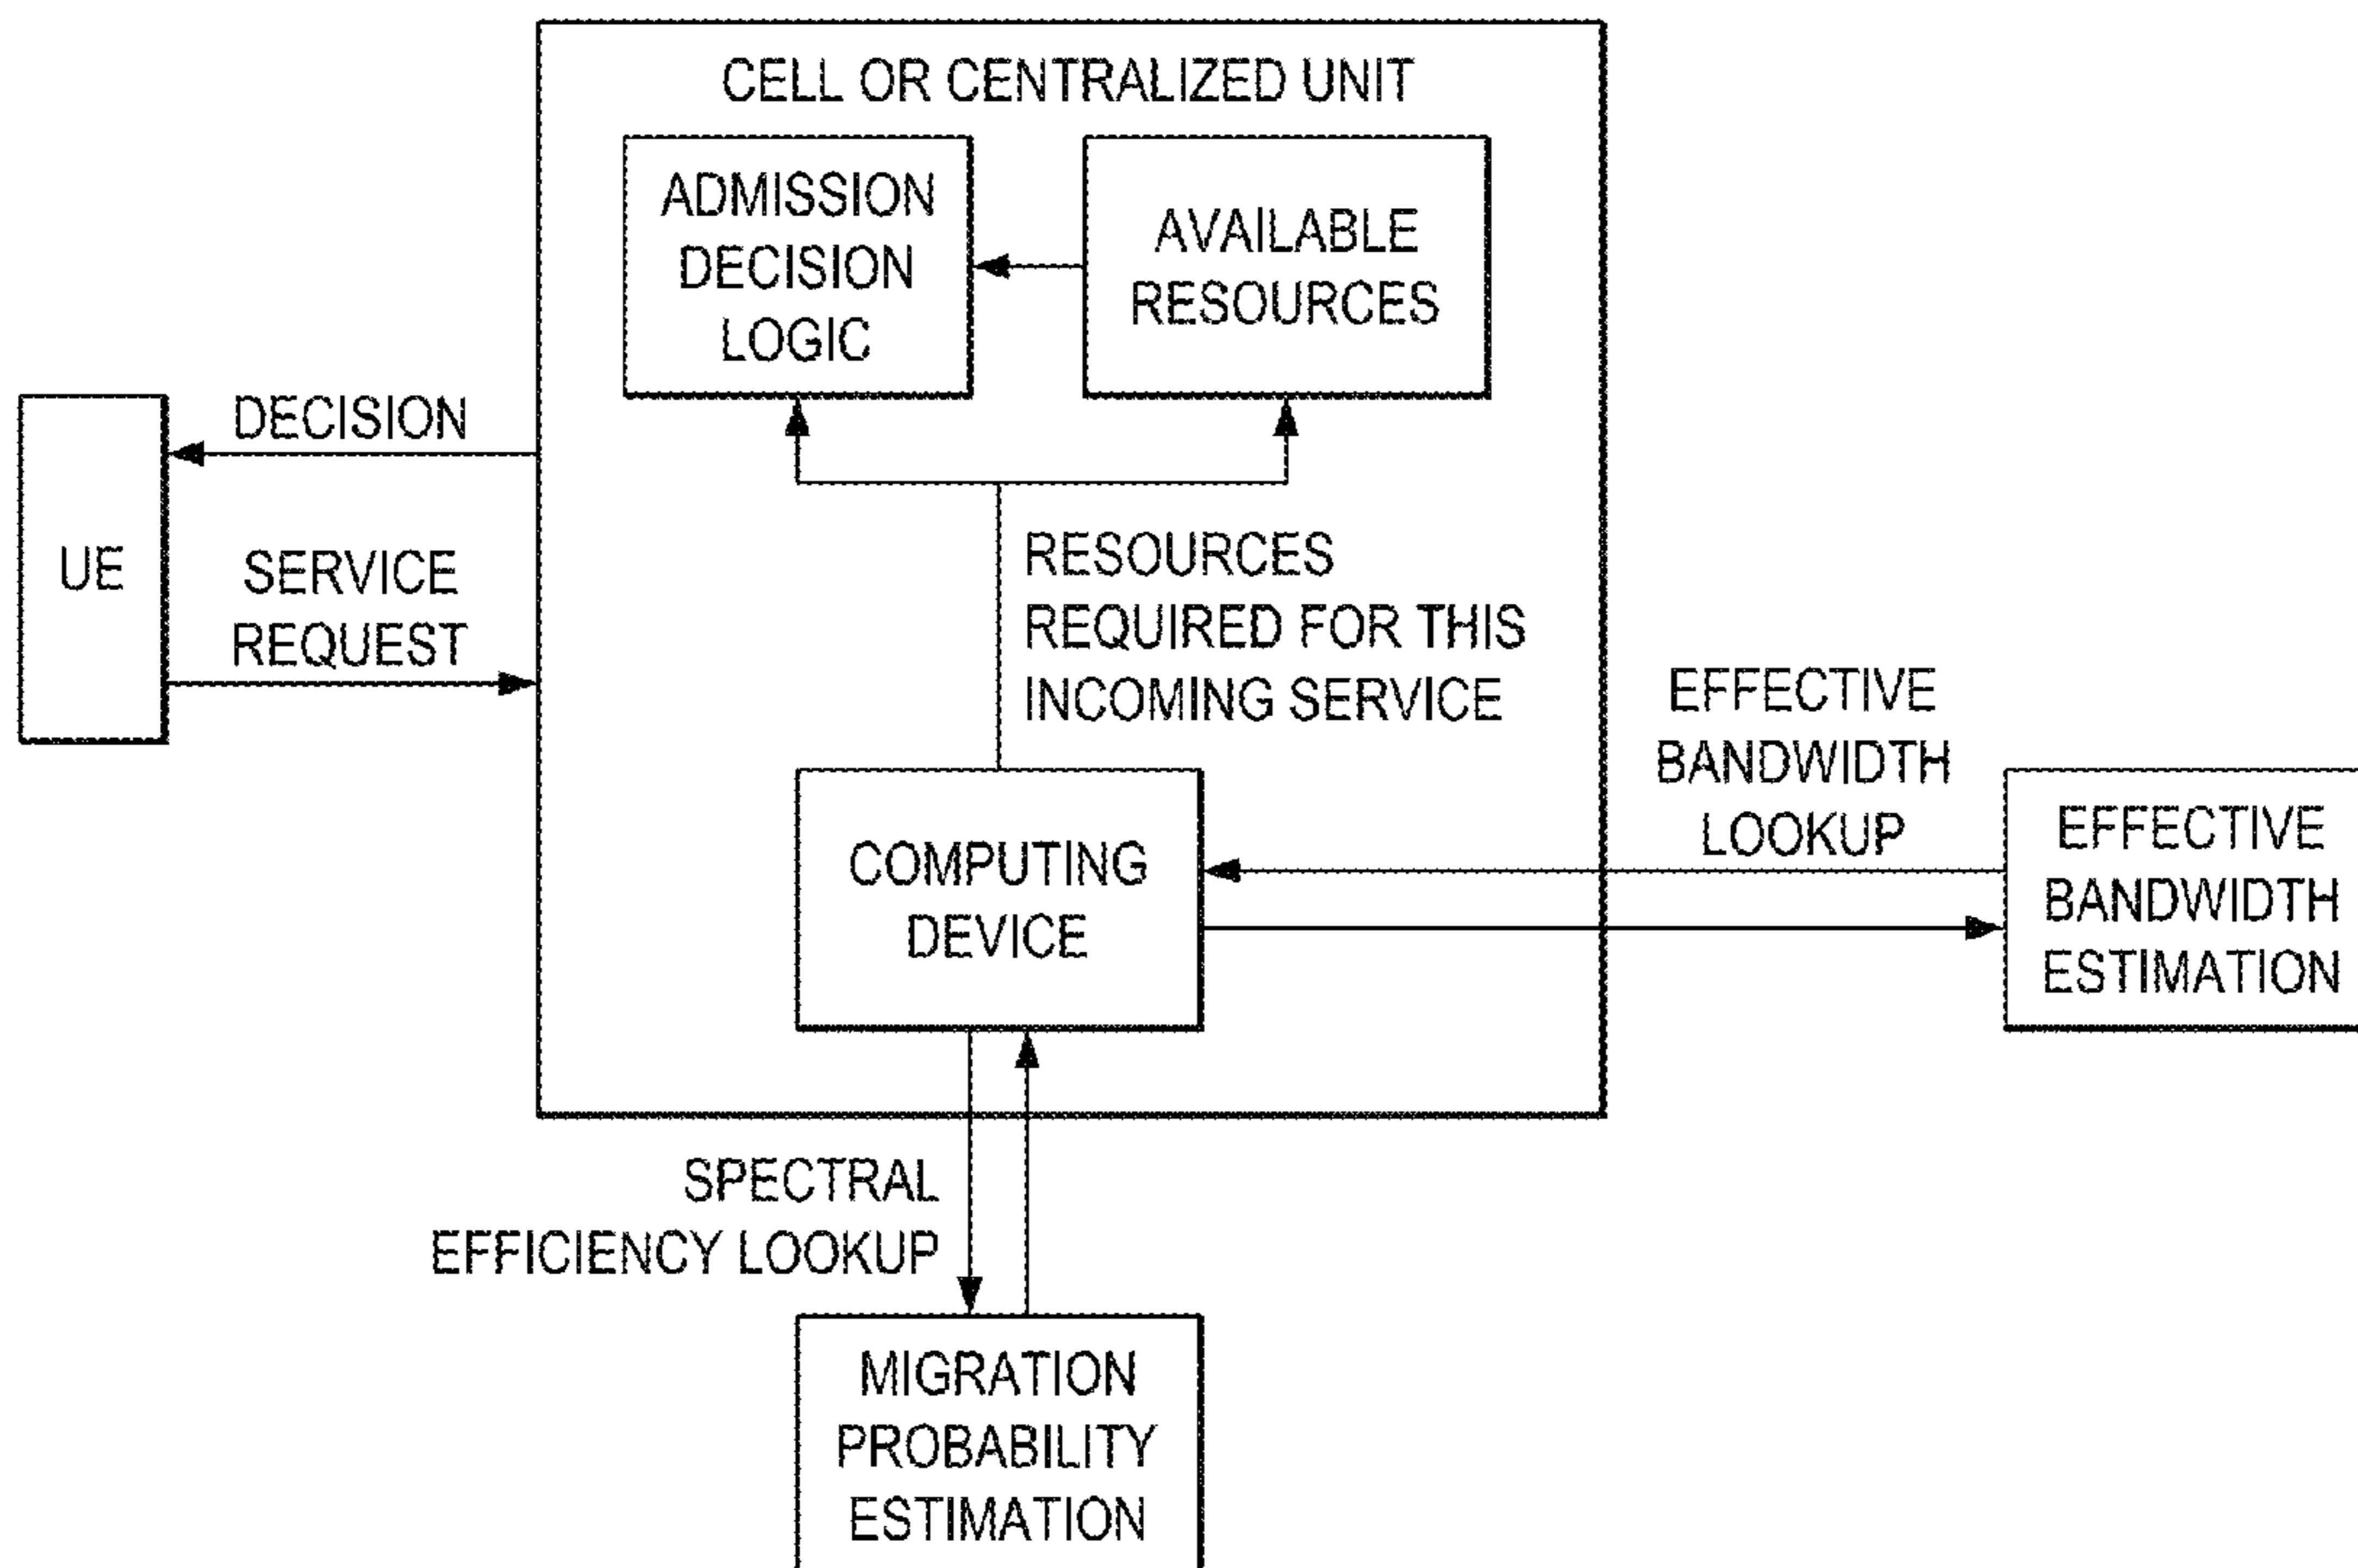 CELL OR CENTRALIZED UNIT
ADMISSION
DECISION
LOGIC
AVAILABLE
RESOURCES
DECISION
UE
SERVICE
REQUEST
RESOURCES
REQUIRED FOR THIS
INCOMING SERVICE
EFFECTIVE
BANDWIDTH
LOOKUP
COMPUTING
DEVICE
EFFECTIVE
BANDWIDTH
ESTIMATION
SPECTRAL
EFFICIENCY LOOKUP
MIGRATION
PROBABILITY
ESTIMATION